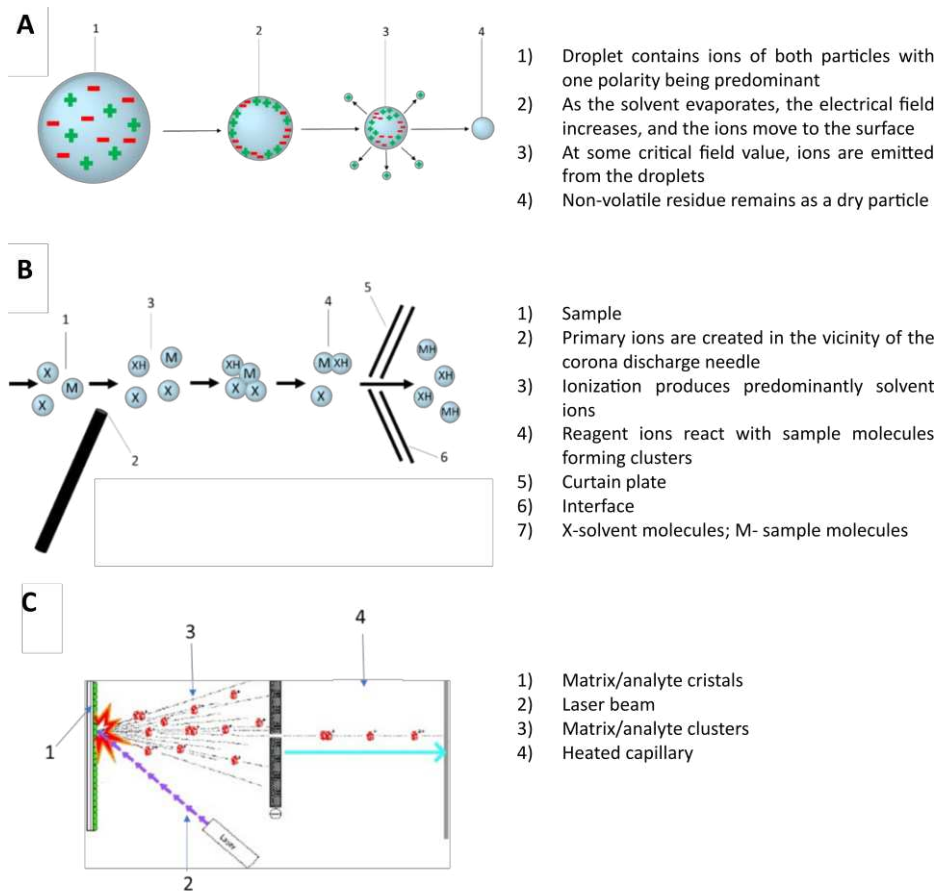 A
1
2
3
4
1) Droplet contains ions of both particles with
one polarity being predominant
2) As the solvent evaporates, the electrical field
increases, and the ions move to the surface
3) At some critical field value, ions are emitted
from the droplets
4) Non-volatile residue remains as a dry particle
B
1
3
4
5
X
M
X
XH
M
X
X
XH
M
X
X
M
XH
X
MH
XH
XH
MH
2
6
1) Sample
2) Primary ions are created in the vicinity of the
corona discharge needle
3) Ionization produces predominantly solvent
ions
4) Reagent ions react with sample molecules
forming clusters
5) Curtain plate
6) Interface
7) X-solvent molecules; M- sample molecules
C
3
4
1
Laser
2
1) Matrix/analyte cristals
2) Laser beam
3) Matrix/analyte clusters
4) Heated capillary